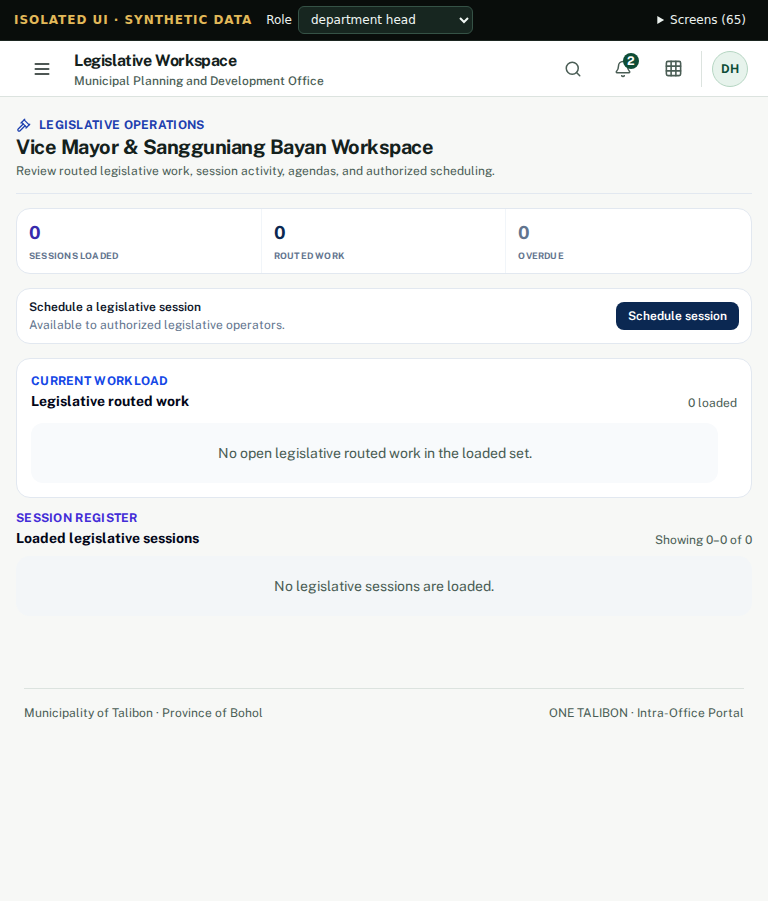 ISOLATED UI · SYNTHETIC DATA Role department head Screens (65)
Legislative Workspace
Municipal Planning and Development Office
2
DH
LEGISLATIVE OPERATIONS
Vice Mayor & Sangguniang Bayan Workspace
Review routed legislative work, session activity, agendas, and authorized scheduling.
0 0 0
SESSIONS LOADED ROUTED WORK OVERDUE
Schedule a legislative session
Available to authorized legislative operators.
Schedule session
CURRENT WORKLOAD
Legislative routed work 0 loaded
No open legislative routed work in the loaded set.
SESSION REGISTER
Loaded legislative sessions Showing 0–0 of 0
No legislative sessions are loaded.
Municipality of Talibon · Province of Bohol ONE TALIBON · Intra-Office Portal